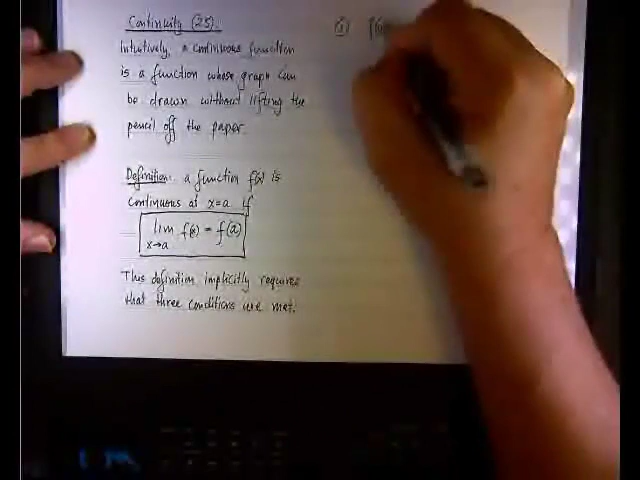 Continuity (2.5).
Intuitively, a continuous function
is a function whose graph can
be drawn without lifting the
pencil off the paper.
Definition: a function f(x) is
continuous at x=a if
lim f(x) = f(a)
x→a
This definition implicitly requires
that three conditions are met.
(i) f(a)